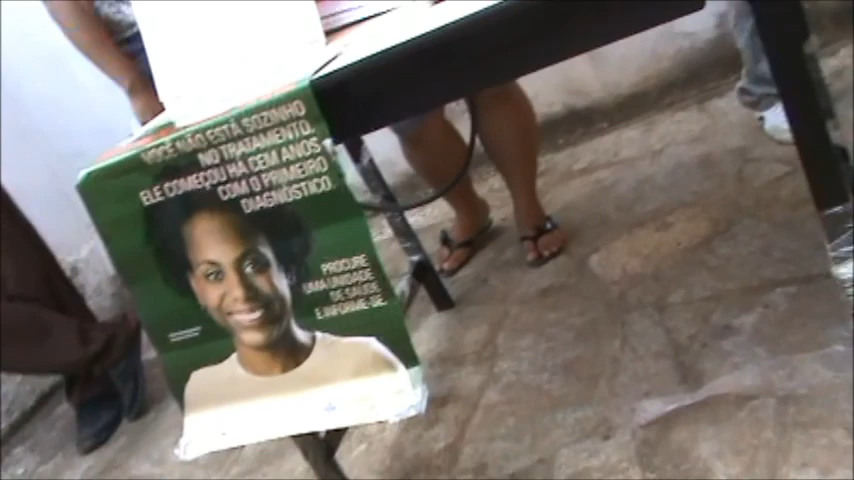 VOCÊ NÃO ESTÁ SOZINHO
NO TRATAMENTO.
ELE COMEÇOU HÁ CEM ANOS
COM O PRIMEIRO
DIAGNÓSTICO.
PROCURE
UMA UNIDADE
DE SAÚDE
E INFORME-SE.